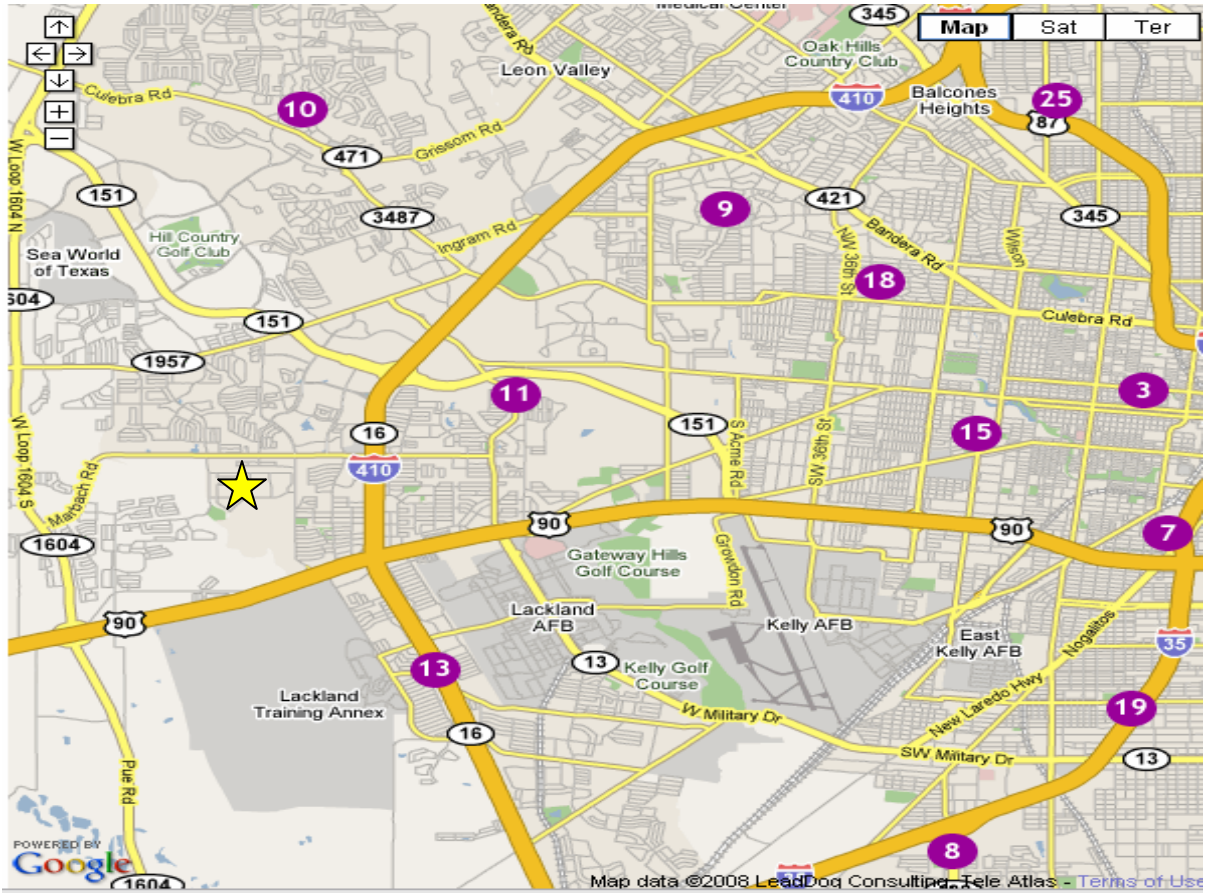 Medical Center
345
Map
Sat
Ter
Oak Hills
Country Club
Bandera Rd
Leon Valley
Culebra Rd
10
410
Balcones
Heights
25
87
Grissom Rd
471
W Loop 1604 N
151
3487
9
421
345
Hill Country
Golf Club
Ingram Rd
Sea World
of Texas
NW 36th St
Bandera Rd
Wilson
18
604
151
Culebra Rd
1957
11
3
W Loop 1604 S
16
151
S Acme Rd
SW 36th St
15
410
Marbach Rd
90
90
7
1604
Gateway Hills
Golf Course
Growdon Rd
90
Lackland
AFB
Kelly AFB
East
Kelly AFB
Nogalitos
35
13
13
Kelly Golf
Course
Lackland
Training Annex
W Military Dr
New Laredo Hwy
19
16
SW Military Dr
13
Pue Rd
POWERED BY
Google
8
1604
Map data ©2008 LeadDog Consulting, Tele Atlas - Terms of Use